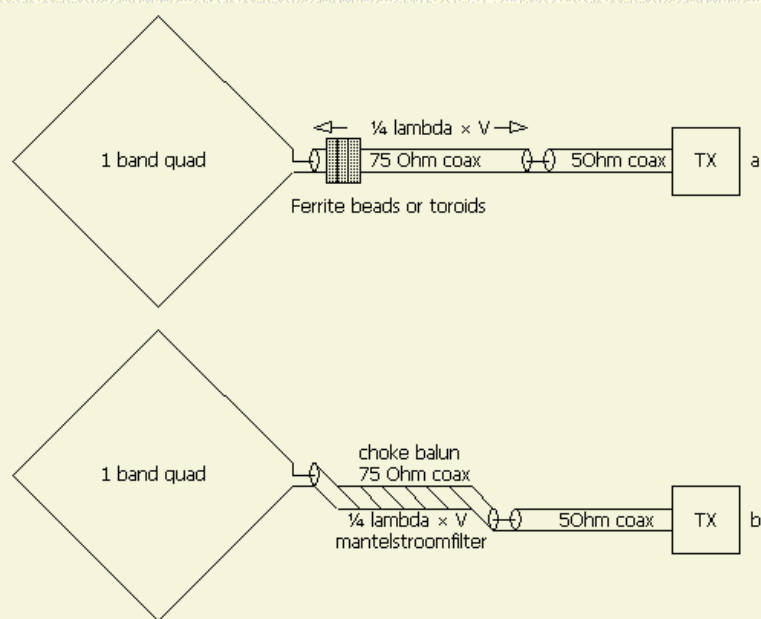 ¼ lambda × V
1 band quad
75 Ohm coax
5Ohm coax
TX
a
Ferrite beads or toroids
choke balun
1 band quad
75 Ohm coax
¼ lambda × V
5Ohm coax
TX
b
mantelstroomfilter